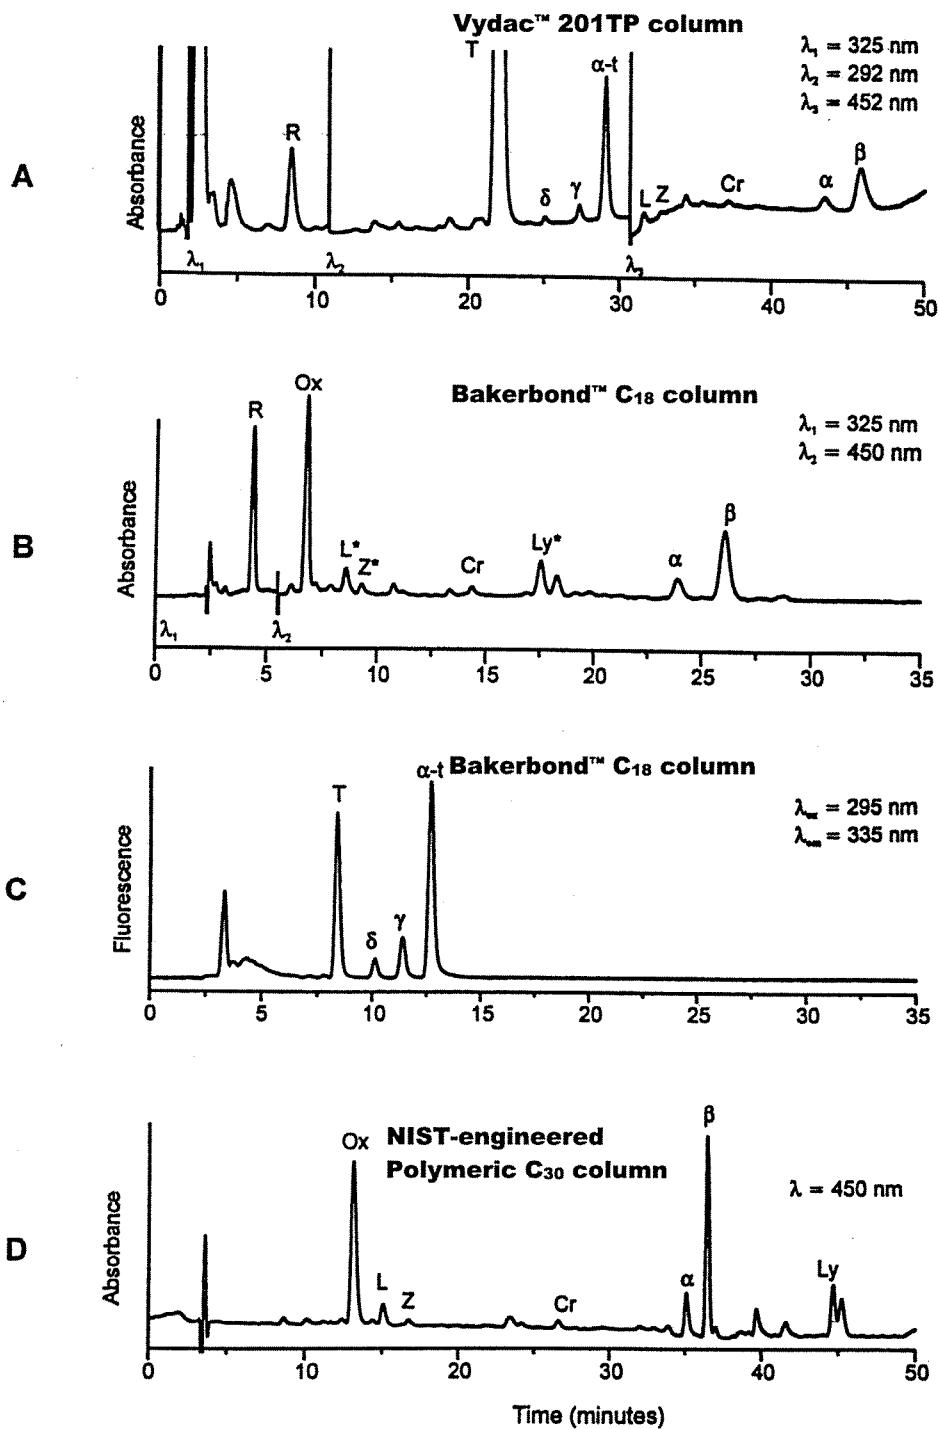 Vydac™ 201TP column
λ₁ = 325 nm
λ₂ = 292 nm
λ₃ = 452 nm
A
Absorbance
R
T
δ
γ
α-t
L
Z
Cr
α
β
λ₁
λ₂
λ₃
0 10 20 30 40 50
Bakerbond™ C₁₈ column
λ₁ = 325 nm
λ₂ = 450 nm
B
Absorbance
R
Ox
L*
Z*
Cr
Ly*
α
β
λ₁
λ₂
0 5 10 15 20 25 30 35
Bakerbond™ C₁₈ column
λₑₓ = 295 nm
λₑₘ = 335 nm
C
Fluorescence
T
δ
γ
α-t
0 5 10 15 20 25 30 35
NIST-engineered
Polymeric C₃₀ column
λ = 450 nm
D
Absorbance
Ox
L
Z
Cr
α
β
Ly
0 10 20 30 40 50
Time (minutes)